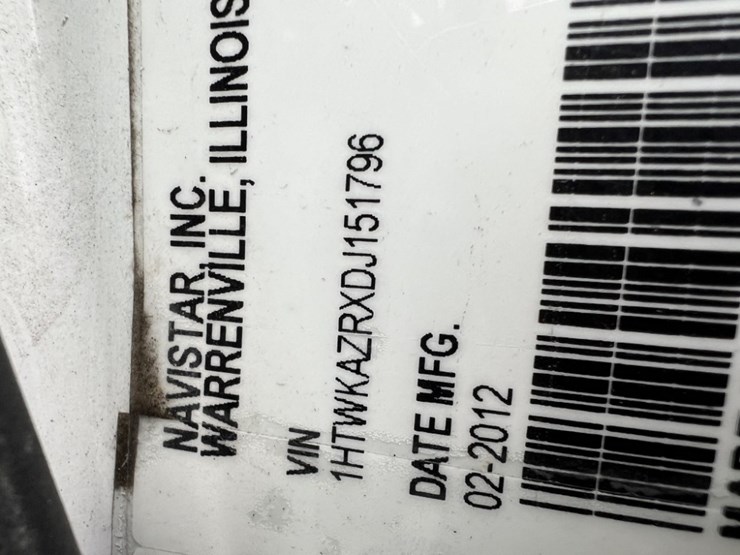 NAVISTAR, INC.
WARRENVILLE, ILLINOIS
VIN
1HTWKAZRXDJ151796
DATE MFG.
02-2012